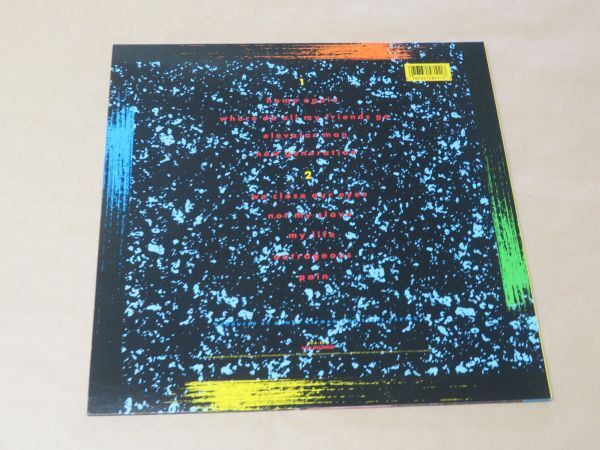 1
home again
where do all my friends go
elevator man
new generation
2
we close our eyes
not my slave
my life
outrageous
pain